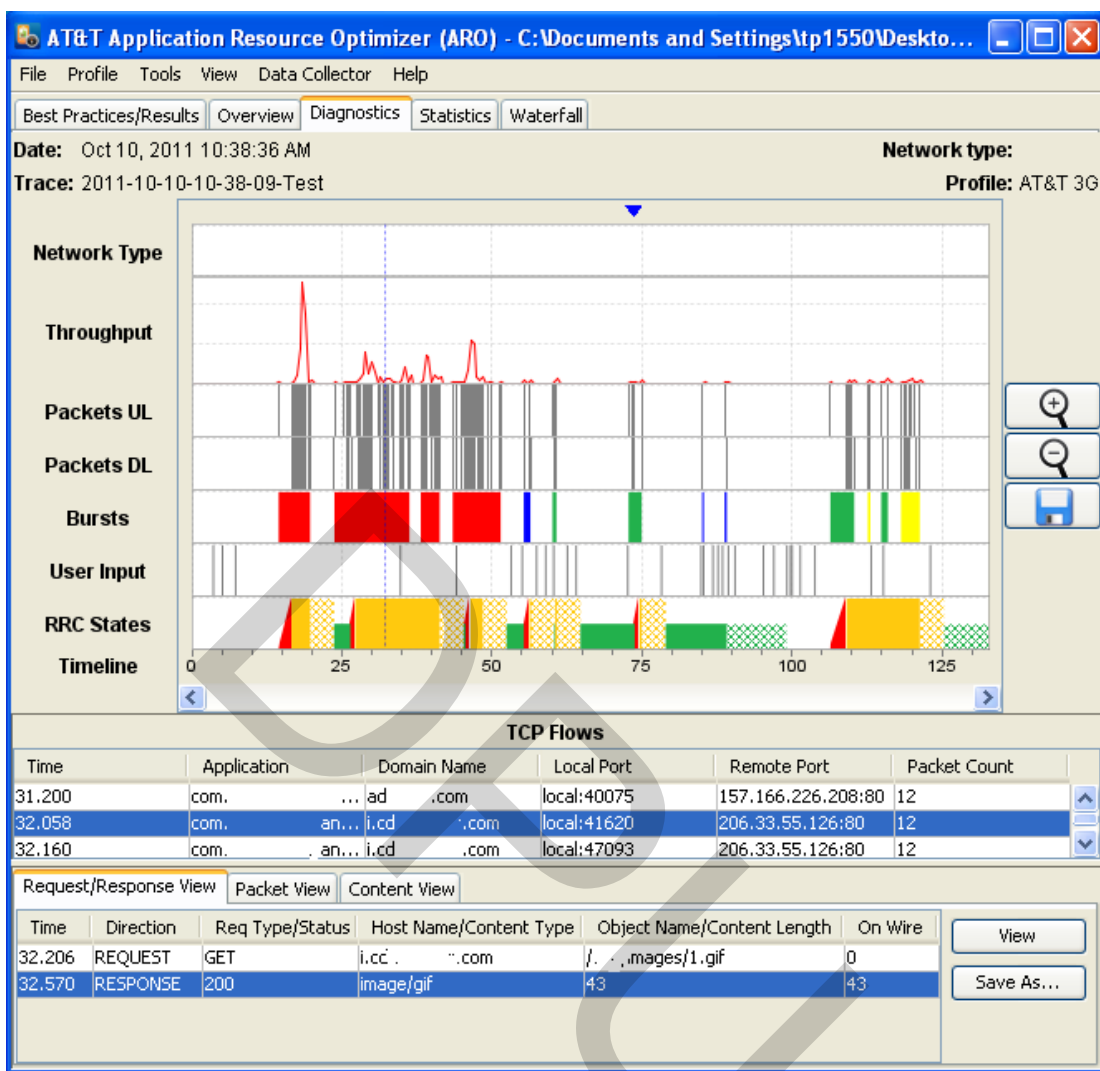 AT&T Application Resource Optimizer (ARO) - C:\Documents and Settings\tp1550\Deskto...
File Profile Tools View Data Collector Help
Best Practices/Results Overview Diagnostics Statistics Waterfall
Date: Oct 10, 2011 10:38:36 AM Network type:
Trace: 2011-10-10-10-38-09-Test Profile: AT&T 3G
Network Type
Throughput
Packets UL
Packets DL
Bursts
User Input
RRC States
Timeline 0 25 50 75 100 125
TCP Flows
Time Application Domain Name Local Port Remote Port Packet Count
31.200 com. ... ad .com local:40075 157.166.226.208:80 12
32.058 com. an... i.cd .com local:41620 206.33.55.126:80 12
32.160 com. an... i.cd .com local:47093 206.33.55.126:80 12
Request/Response View Packet View Content View
Time Direction Req Type/Status Host Name/Content Type Object Name/Content Length On Wire View
32.206 REQUEST GET .com mages/1.gif 0
32.570 RESPONSE 200 image/gif 43 43 Save As...